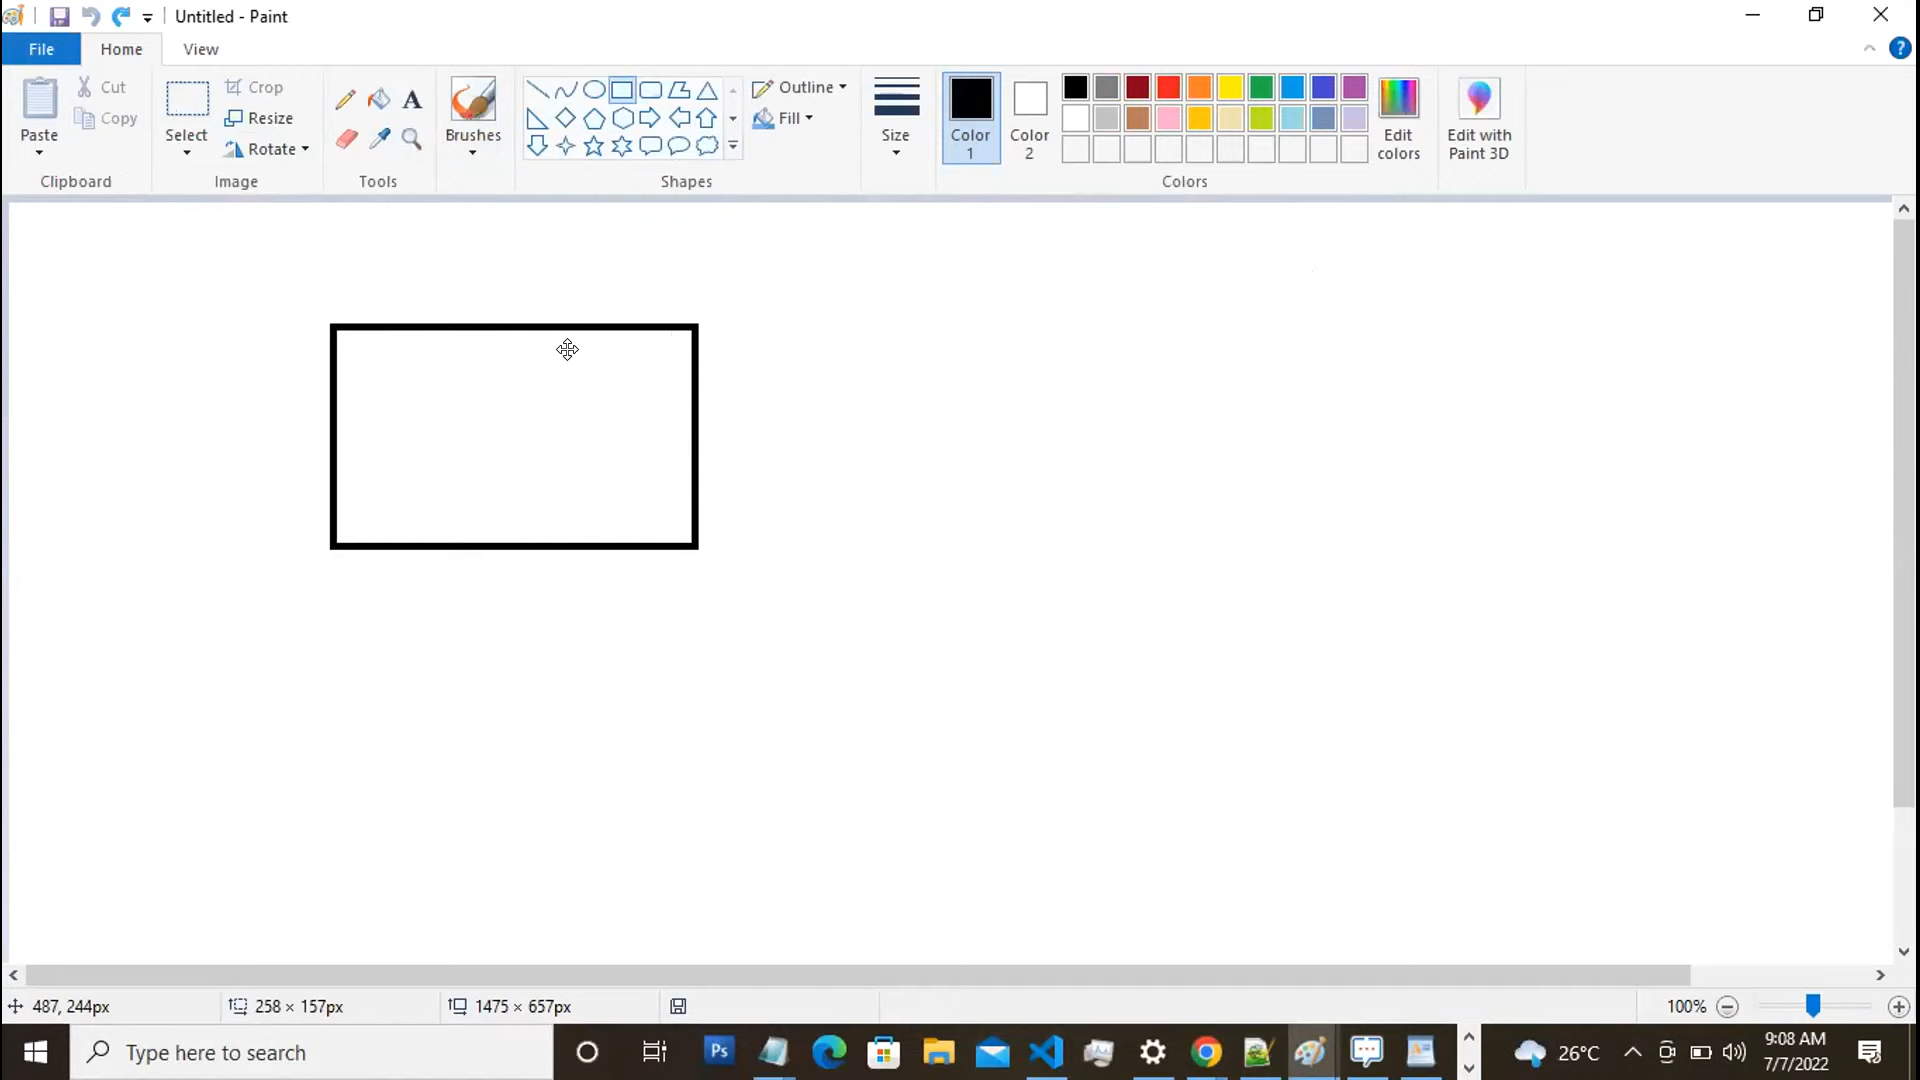 Untitled - Paint
File Home View
Paste
Cut
Copy
Clipboard
Select
Crop
Resize
Rotate
Image
A
Tools
Brushes
Shapes
Outline
Fill
Size
Color 1
Color 2
Colors
Edit colors
Edit with Paint 3D
?
487, 244px
258 × 157px
1475 × 657px
100%
Type here to search
Ps
26°C
9:08 AM
7/7/2022